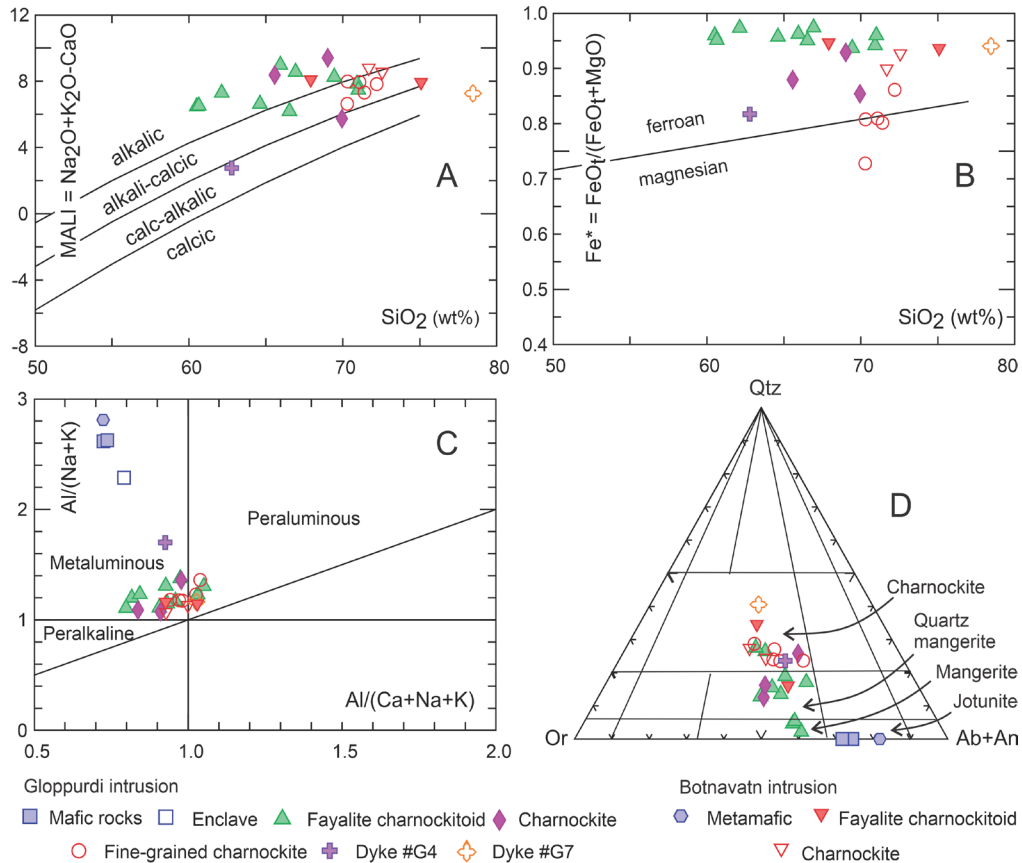 12
8
4
0
-4
-8
MALI = Na2O+K2O-CaO
alkalic
alkali-calcic
calc-alkalic
calcic
A
SiO2 (wt%)
50
60
70
80
1.0
0.9
0.8
0.7
0.6
0.5
0.4
Fe* = FeOt/(FeOt+MgO)
ferroan
magnesian
B
SiO2 (wt%)
50
60
70
80
3
2
1
0
Al/(Na+K)
C
Peraluminous
Metaluminous
Peralkaline
Al/(Ca+Na+K)
0.5
1.0
1.5
2.0
Qtz
D
Charnockite
Quartz
mangerite
Mangerite
Jotunite
Or
Ab+An
Gloppurdi intrusion
Mafic rocks
Enclave
Fayalite charnockitoid
Charnockite
Fine-grained charnockite
Dyke #G4
Dyke #G7
Botnavatn intrusion
Metamafic
Fayalite charnockitoid
Charnockite